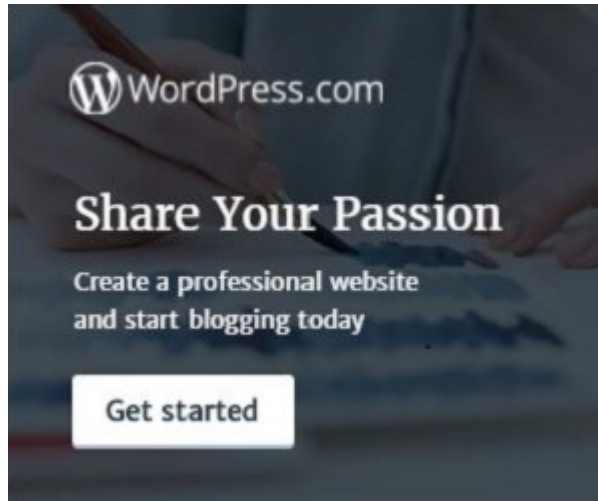 WordPress.com
Share Your Passion
Create a professional website
and start blogging today
Get started